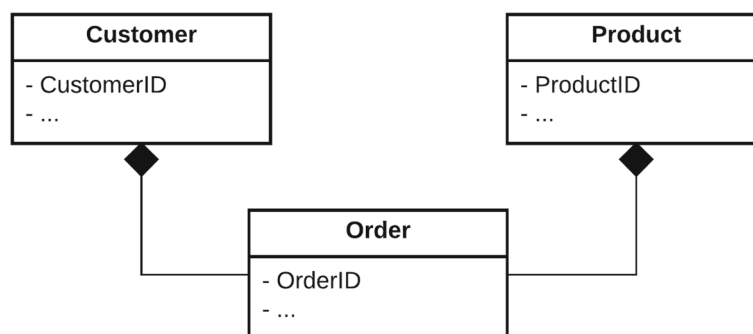 Customer
- CustomerID
- ...
Product
- ProductID
- ...
Order
- OrderID
- ...